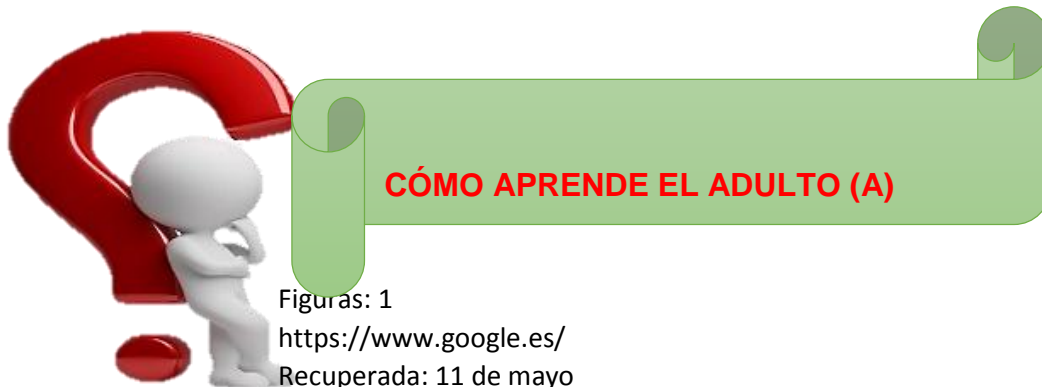 CÓMO APRENDE EL ADULTO (A)
Figuras: 1
https://www.google.es/
Recuperada: 11 de mayo